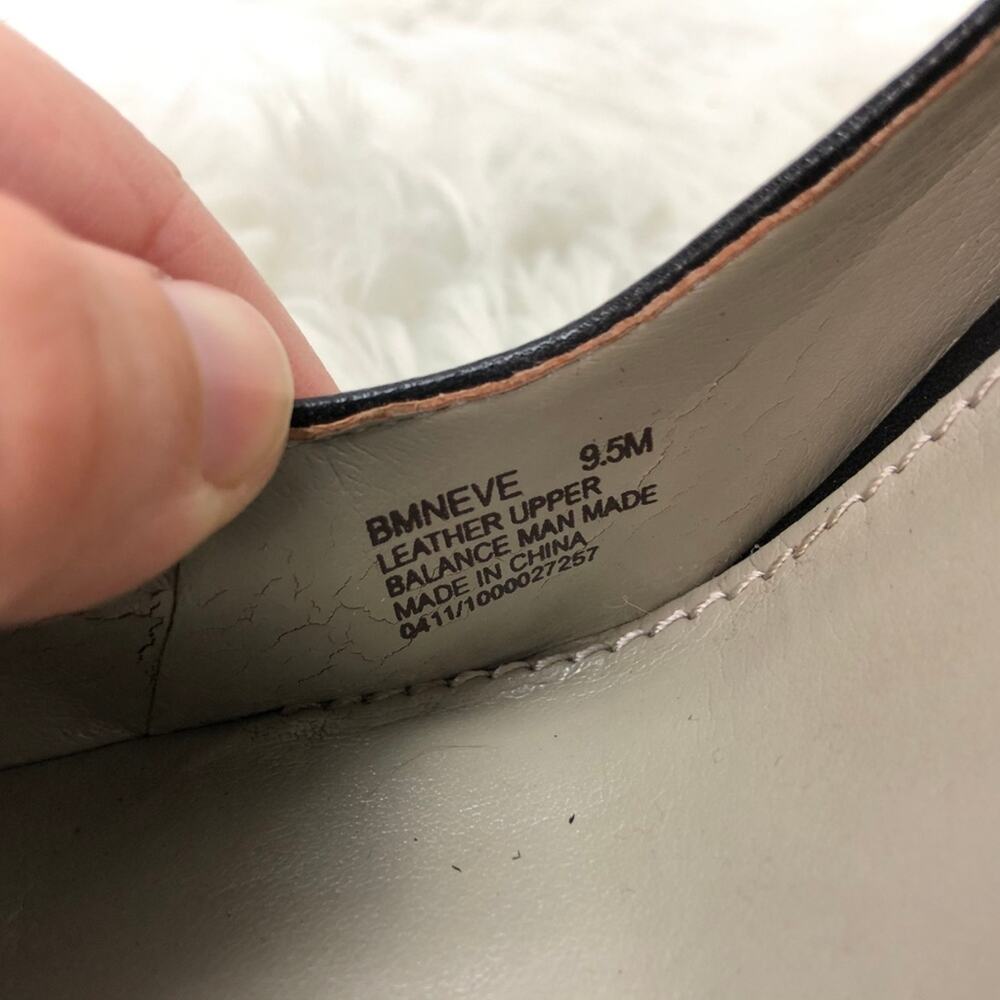 BMNEVE 9.5M
LEATHER UPPER
BALANCE MAN MADE
MADE IN CHINA
0411/1000027257